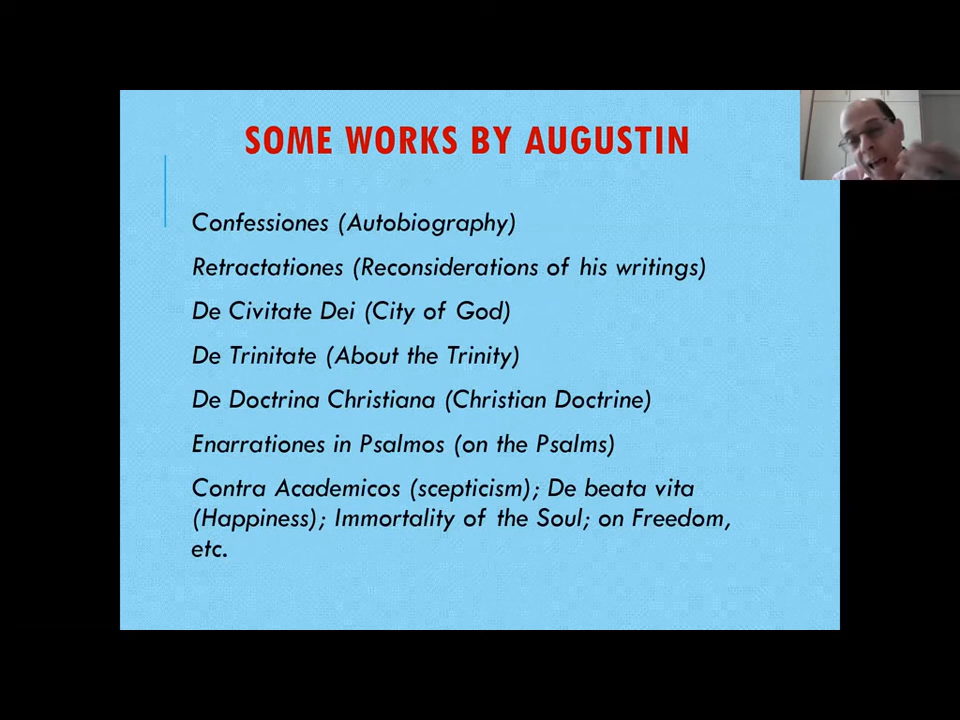 SOME WORKS BY AUGUSTIN
Confessiones (Autobiography)
Retractationes (Reconsiderations of his writings)
De Civitate Dei (City of God)
De Trinitate (About the Trinity)
De Doctrina Christiana (Christian Doctrine)
Enarrationes in Psalmos (on the Psalms)
Contra Academicos (scepticism); De beata vita
(Happiness); Immortality of the Soul; on Freedom,
etc.